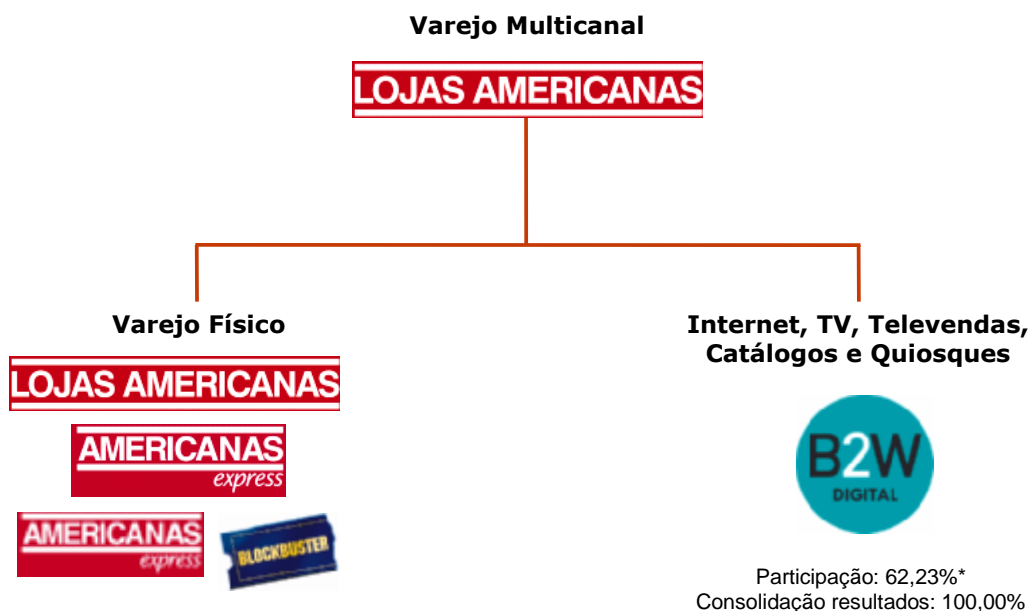 Varejo Multicanal
LOJAS AMERICANAS
Varejo Físico
LOJAS AMERICANAS
AMERICANAS
express
AMERICANAS
express
BLOCKBUSTER
Internet, TV, Televendas,
Catálogos e Quiosques
B2W
DIGITAL
Participação: 62,23%*
Consolidação resultados: 100,00%